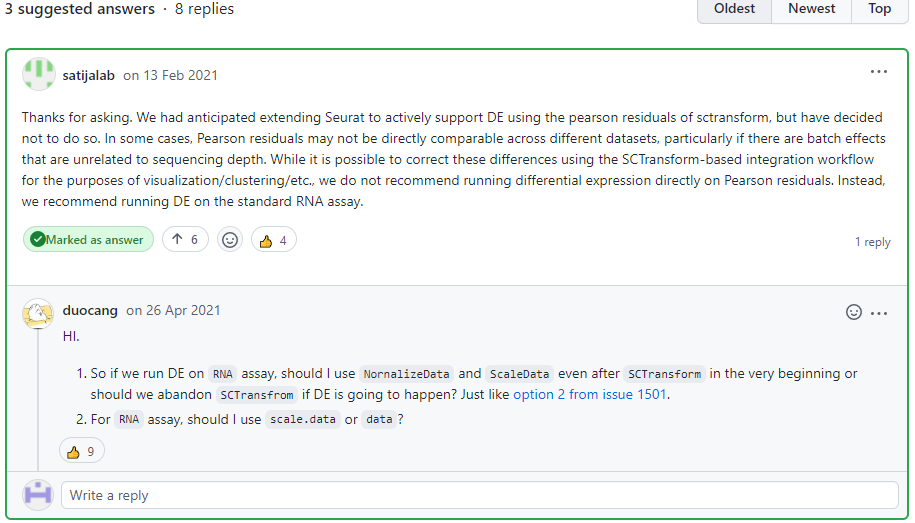 3 suggested answers · 8 replies
Oldest Newest Top
satijalab on 13 Feb 2021
Thanks for asking. We had anticipated extending Seurat to actively support DE using the pearson residuals of sctransform, but have decided
not to do so. In some cases, Pearson residuals may not be directly comparable across different datasets, particularly if there are batch effects
that are unrelated to sequencing depth. While it is possible to correct these differences using the SCTransform-based integration workflow
for the purposes of visualization/clustering/etc., we do not recommend running differential expression directly on Pearson residuals. Instead,
we recommend running DE on the standard RNA assay.
Marked as answer ↑ 6 👍 4 1 reply
duocang on 26 Apr 2021
HI.
1. So if we run DE on RNA assay, should I use NornalizeData and ScaleData even after SCTransform in the very beginning or
should we abandon SCTransfrom if DE is going to happen? Just like option 2 from issue 1501.
2. For RNA assay, should I use scale.data or data ?
👍 9
Write a reply